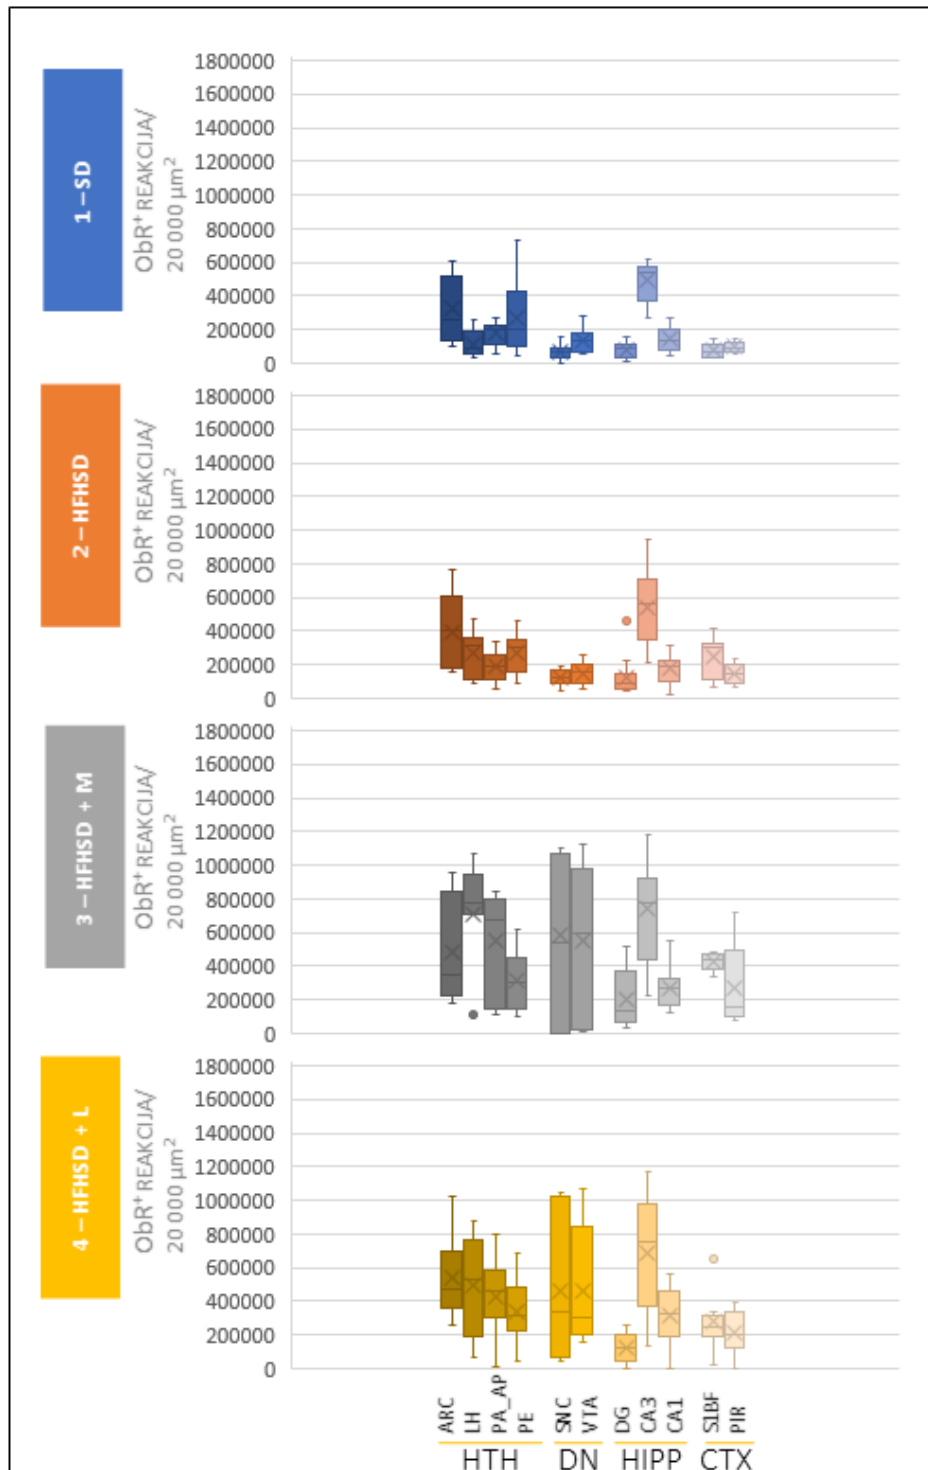 1 – SD
ObR⁺ REAKCIJA/
20 000 µm²
1800000
1600000
1400000
1200000
1000000
800000
600000
400000
200000
0
2 – HFHSD
ObR⁺ REAKCIJA/
20 000 µm²
1800000
1600000
1400000
1200000
1000000
800000
600000
400000
200000
0
3 – HFHSD + M
ObR⁺ REAKCIJA/
20 000 µm²
1800000
1600000
1400000
1200000
1000000
800000
600000
400000
200000
0
4 – HFHSD + L
ObR⁺ REAKCIJA/
20 000 µm²
1800000
1600000
1400000
1200000
1000000
800000
600000
400000
200000
0
ARC
LH
PA_AP
PE
SNC
VTA
DG
CA3
CA1
S1BF
PIR
HTH DN HIPP CTX